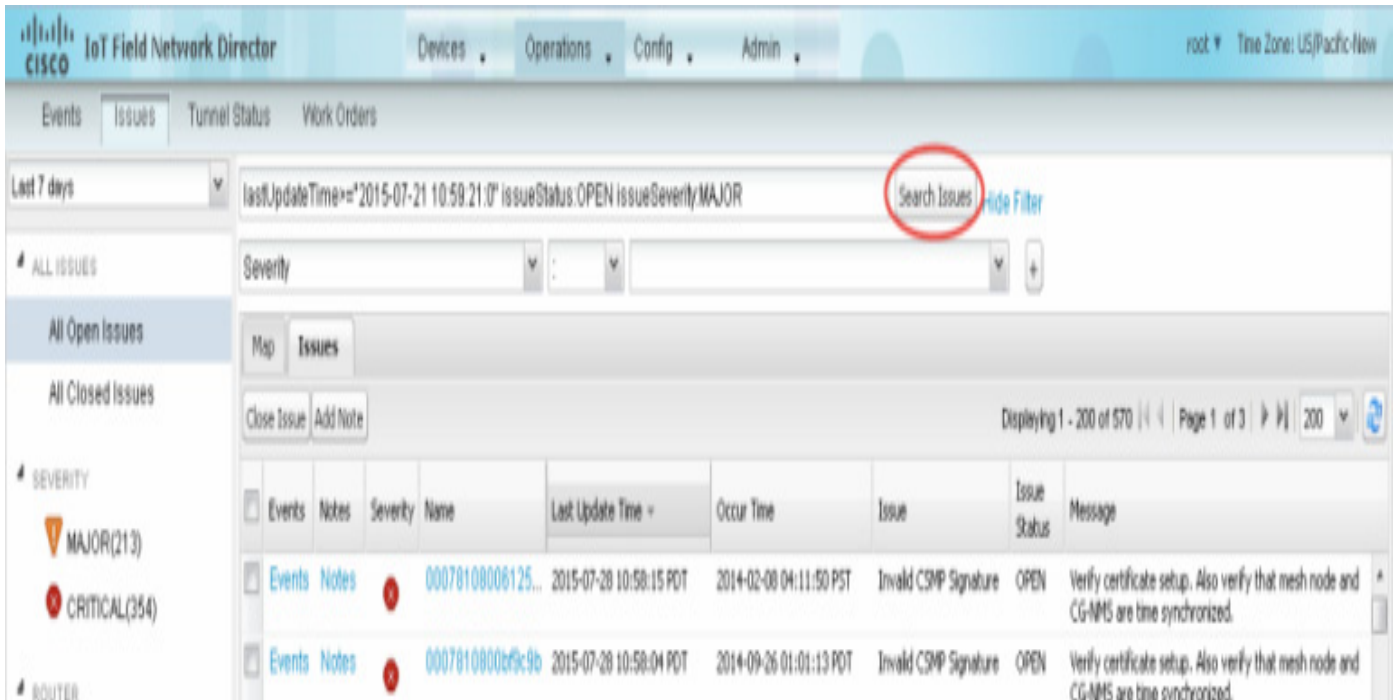 CISCO IoT Field Network Director Devices Operations Config Admin root Time Zone: US/Pacific-New
Events Issues Tunnel Status Work Orders
Last 7 days
lastUpdateTime>="2015-07-21 10:59:21:0" issueStatus:OPEN issueSeverity:MAJOR Search Issues Hide Filter
ALL ISSUES
Severity : +
All Open Issues
Map Issues
All Closed Issues
Close Issue Add Note Displaying 1 - 200 of 570 Page 1 of 3 200
SEVERITY
MAJOR(213)
CRITICAL(354)
ROUTER
Events Notes Severity Name Last Update Time Occur Time Issue Issue Status Message
Events Notes 00078108008125... 2015-07-28 10:58:15 PDT 2014-02-08 04:11:50 PST Invalid CSMP Signature OPEN Verify certificate setup. Also verify that mesh node and
CG-NMS are time synchronized.
Events Notes 0007810800bf9c9b 2015-07-28 10:58:04 PDT 2014-09-26 01:01:13 PDT Invalid CSMP Signature OPEN Verify certificate setup. Also verify that mesh node and
CG-NMS are time synchronized.